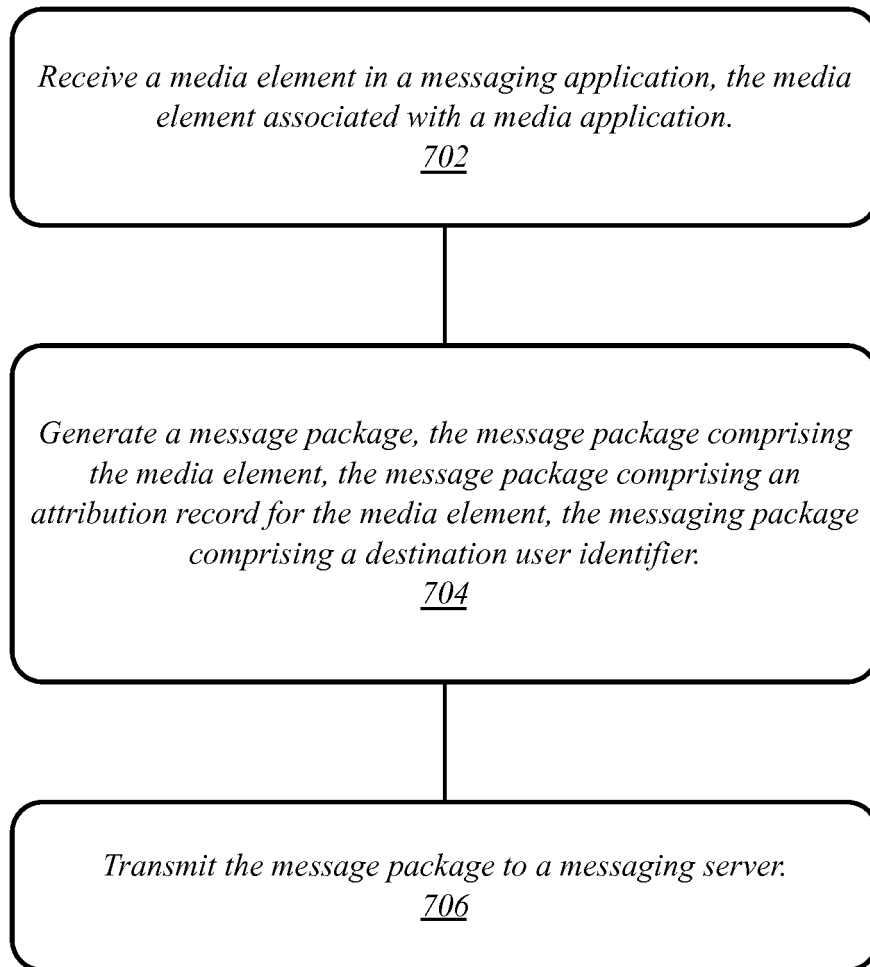 Receive a media element in a messaging application, the media
element associated with a media application.
702
Generate a message package, the message package comprising
the media element, the message package comprising an
attribution record for the media element, the messaging package
comprising a destination user identifier.
704
Transmit the message package to a messaging server.
706